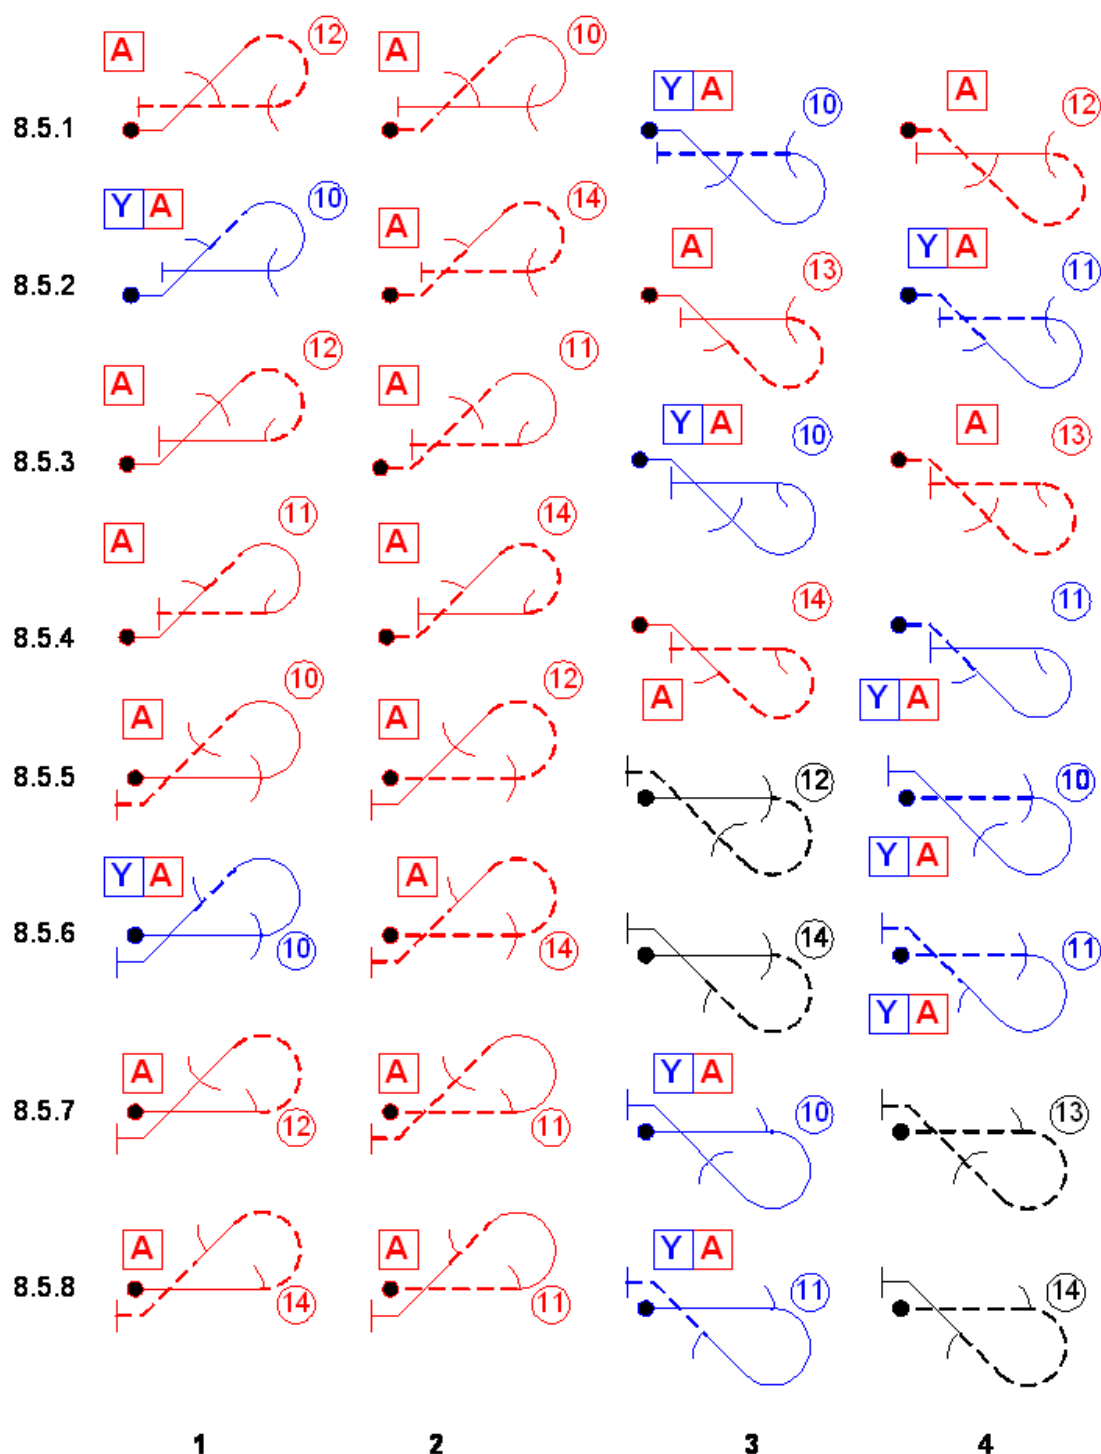 A 12 A 10 Y A 10 A 12
8.5.1
Y A 10 A 14 A 13 Y A 11
8.5.2
A 12 A 11 Y A 10 A 13
8.5.3
A 11 A 14 A 14 Y A 11
8.5.4
A 10 A 12 12 Y A 10
8.5.5
Y A 10 A 14 14 Y A 11
8.5.6
A 12 A 11 Y A 10 13
8.5.7
A 14 A 11 Y A 11 14
8.5.8
1 2 3 4